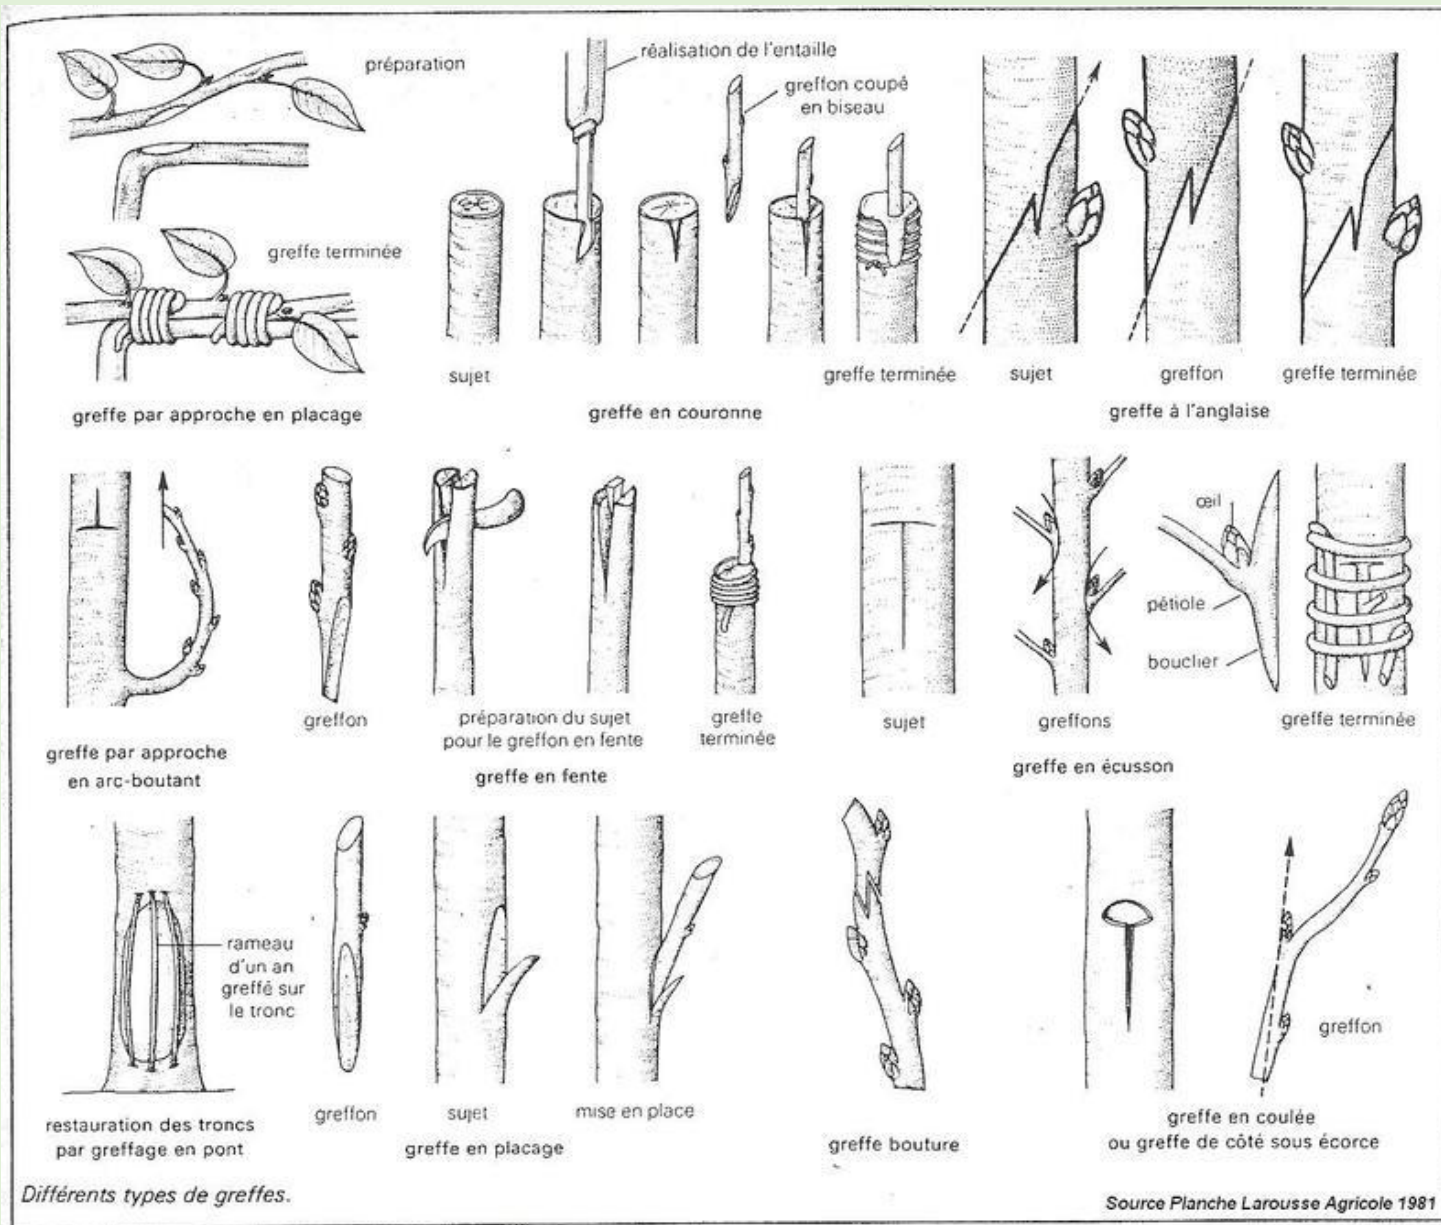 préparation
greffe terminée
greffe par approche en placage
réalisation de l'entaille
greffon coupé
en biseau
sujet
greffe terminée
greffe en couronne
sujet
greffon
greffe terminée
greffe à l'anglaise
greffe par approche
en arc-boutant
greffon
préparation du sujet
pour le greffon en fente
greffe
terminée
greffe en fente
sujet
greffons
œil
pétiole
bouclier
greffe terminée
greffe en écusson
rameau
d'un an
greffé sur
le tronc
restauration des troncs
par greffage en pont
greffon
sujet
mise en place
greffe en placage
greffe bouture
greffon
greffe en coulée
ou greffe de côté sous écorce
Différents types de greffes.
Source Planche Larousse Agricole 1981